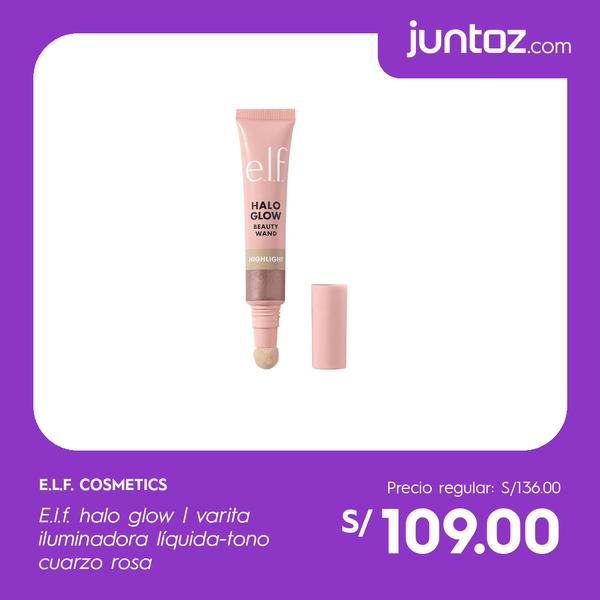 juntoz.com
e.l.f.
HALO
GLOW
BEAUTY
WAND
HIGHLIGHT
E.L.F. COSMETICS
E.l.f. halo glow | varita
iluminadora líquida-tono
cuarzo rosa
Precio regular: S/136.00
S/109.00